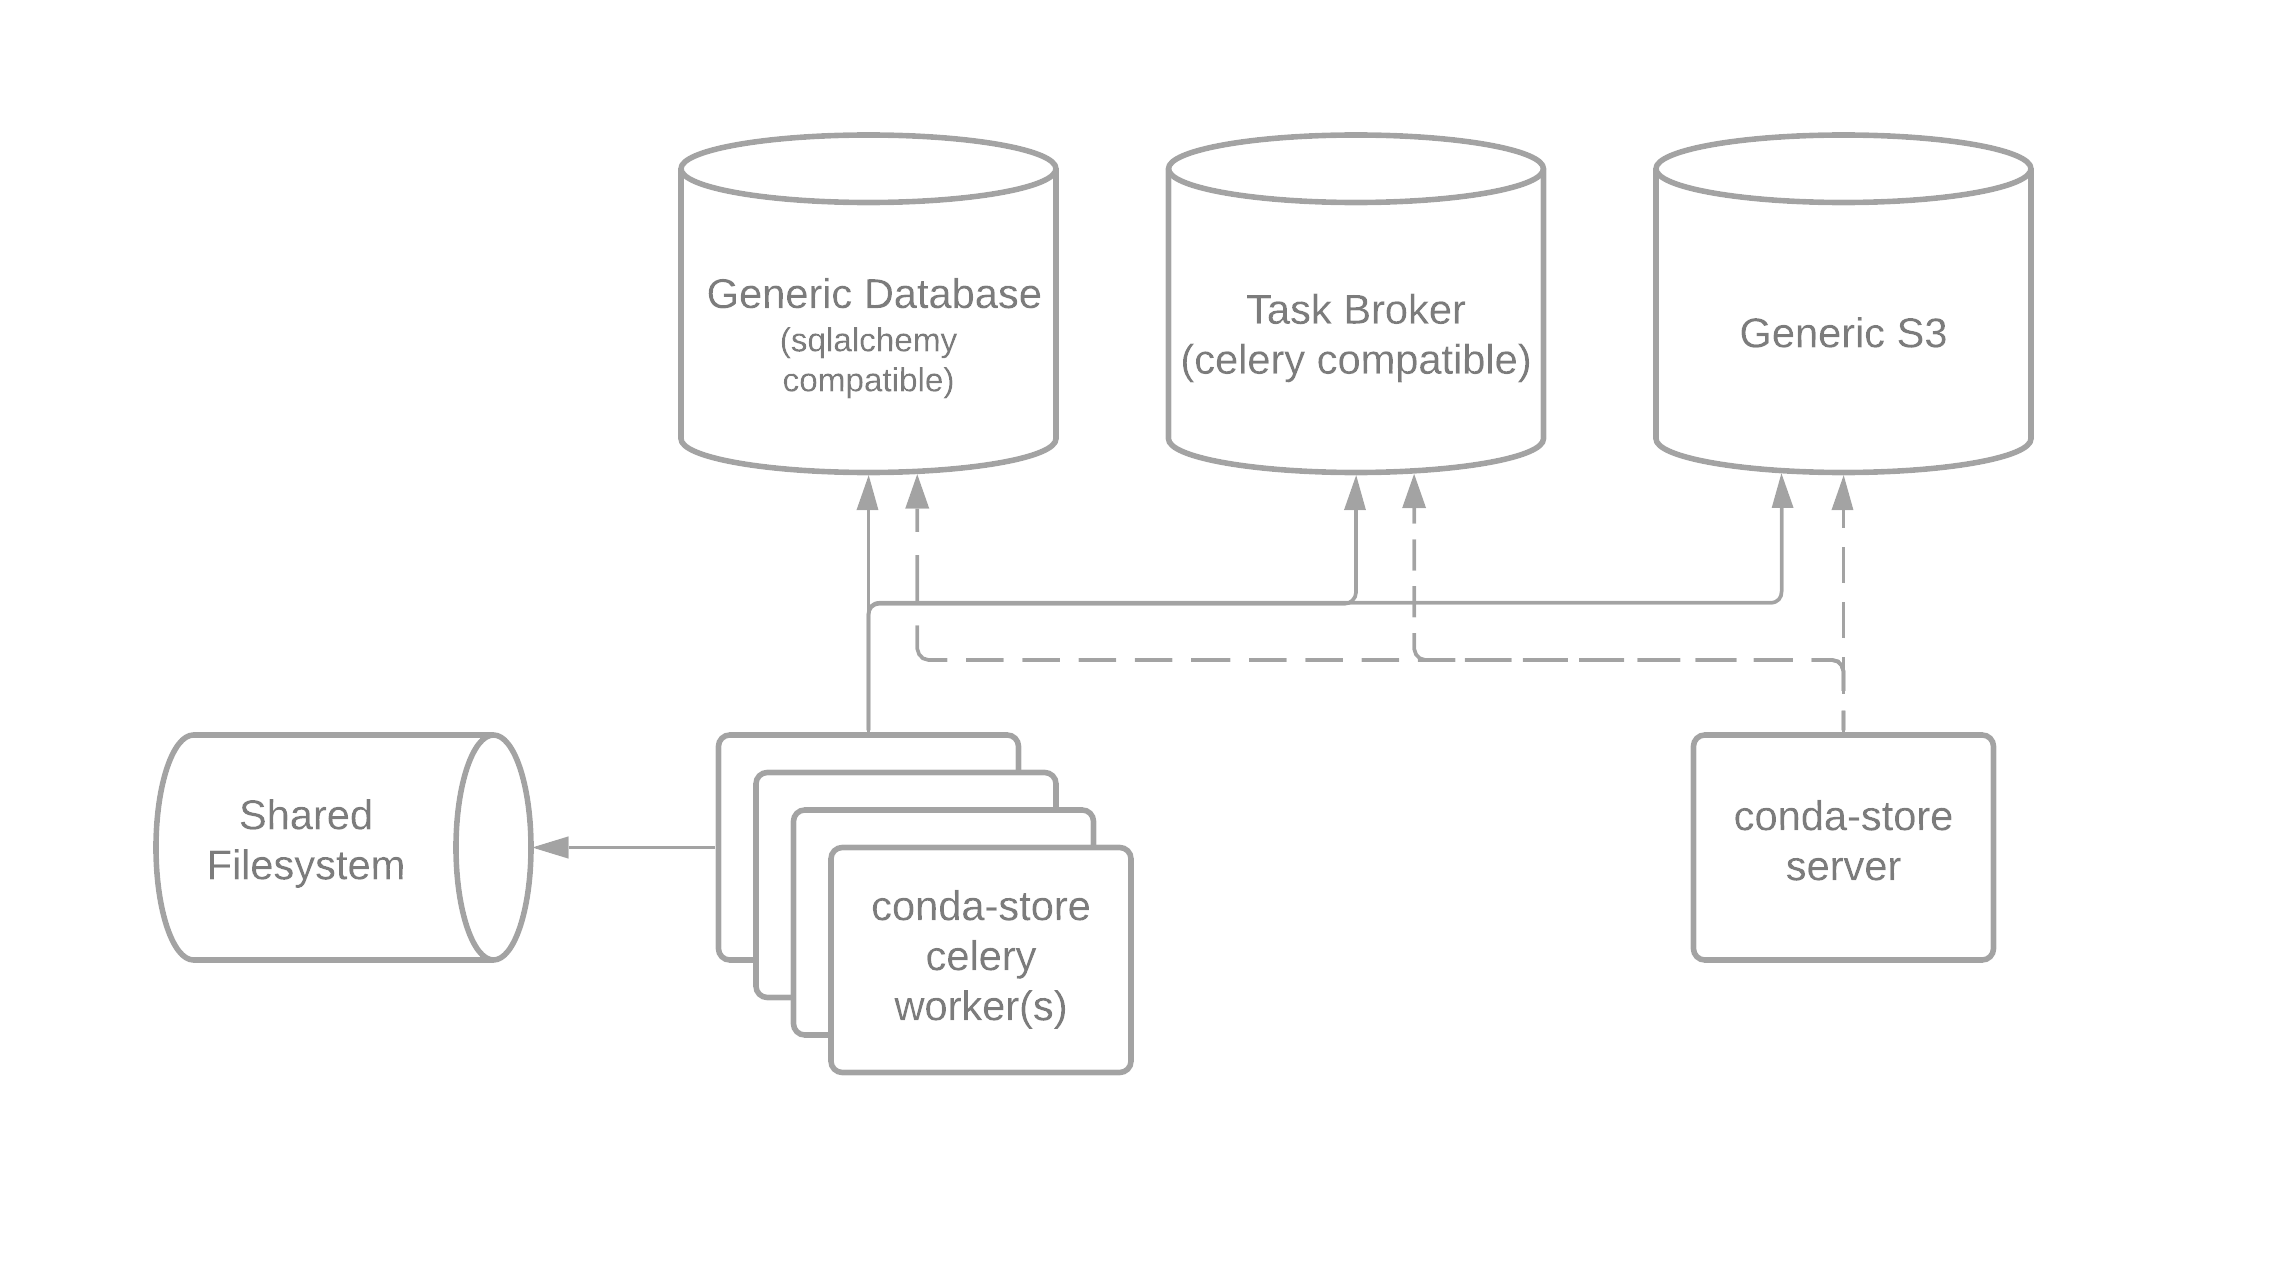 Generic Database
(sqlalchemy
compatible)
Task Broker
(celery compatible)
Generic S3
Shared
Filesystem
conda-store
celery
worker(s)
conda-store
server